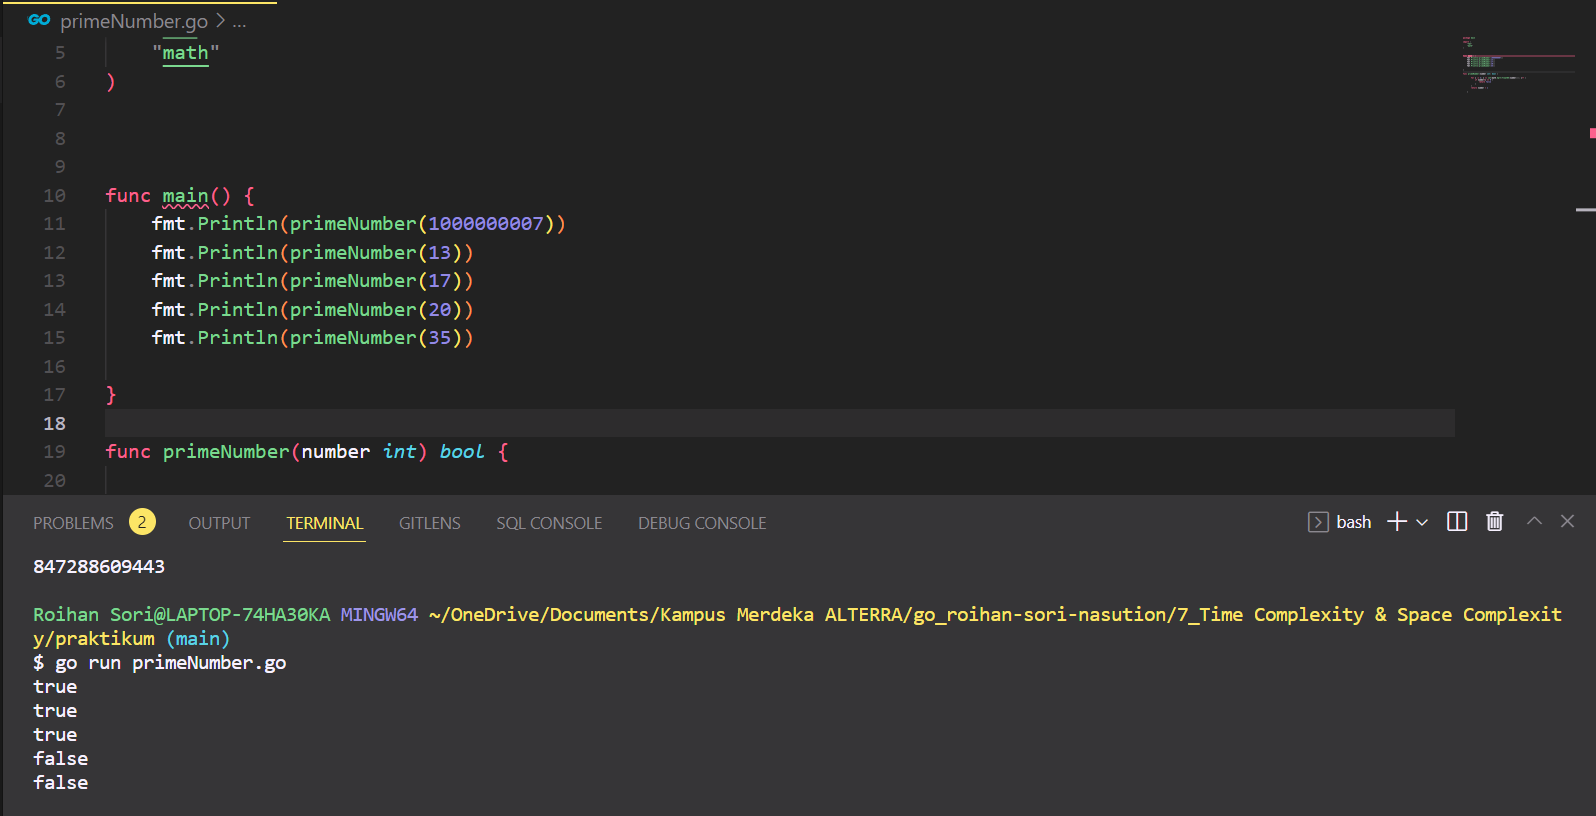 GO primeNumber.go > ...
5 "math"
6 )
7
8
9
10 func main() {
11 fmt.Println(primeNumber(1000000007))
12 fmt.Println(primeNumber(13))
13 fmt.Println(primeNumber(17))
14 fmt.Println(primeNumber(20))
15 fmt.Println(primeNumber(35))
16
17 }
18
19 func primeNumber(number int) bool {
20
PROBLEMS 2 OUTPUT TERMINAL GITLENS SQL CONSOLE DEBUG CONSOLE bash
847288609443
Roihan Sori@LAPTOP-74HA30KA MINGW64 ~/OneDrive/Documents/Kampus Merdeka ALTERRA/go_roihan-sori-nasution/7_Time Complexity & Space Complexit
y/praktikum (main)
$ go run primeNumber.go
true
true
true
false
false